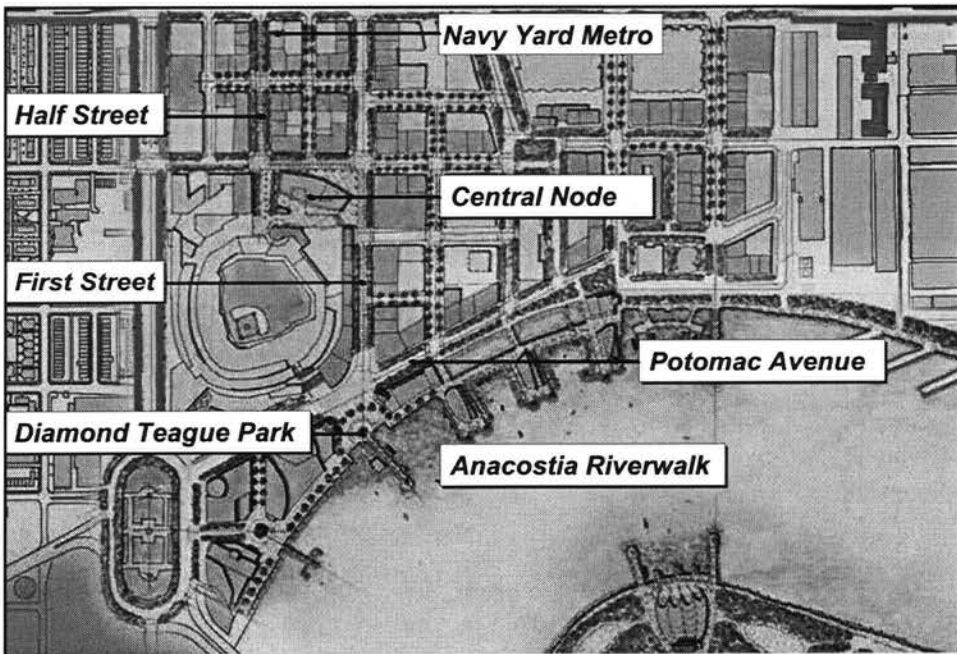 Navy Yard Metro
Half Street
Central Node
First Street
Potomac Avenue
Diamond Teague Park
Anacostia Riverwalk